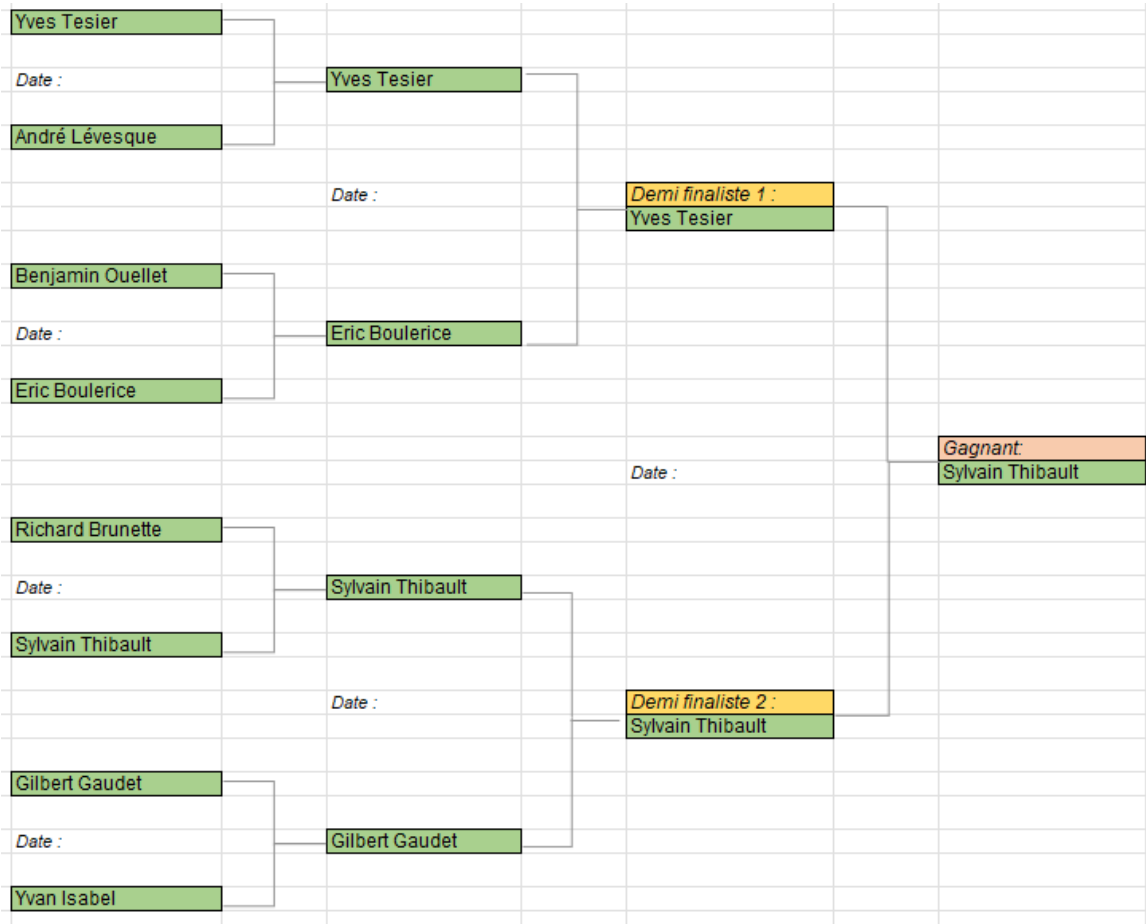 Yves Tesier
Date :
Yves Tesier
André Lévesque
Date :
Demi finaliste 1 :
Yves Tesier
Benjamin Ouellet
Date :
Eric Boulerice
Eric Boulerice
Gagnant:
Date :
Sylvain Thibault
Richard Brunette
Date :
Sylvain Thibault
Sylvain Thibault
Date :
Demi finaliste 2 :
Sylvain Thibault
Gilbert Gaudet
Date :
Gilbert Gaudet
Yvan Isabel